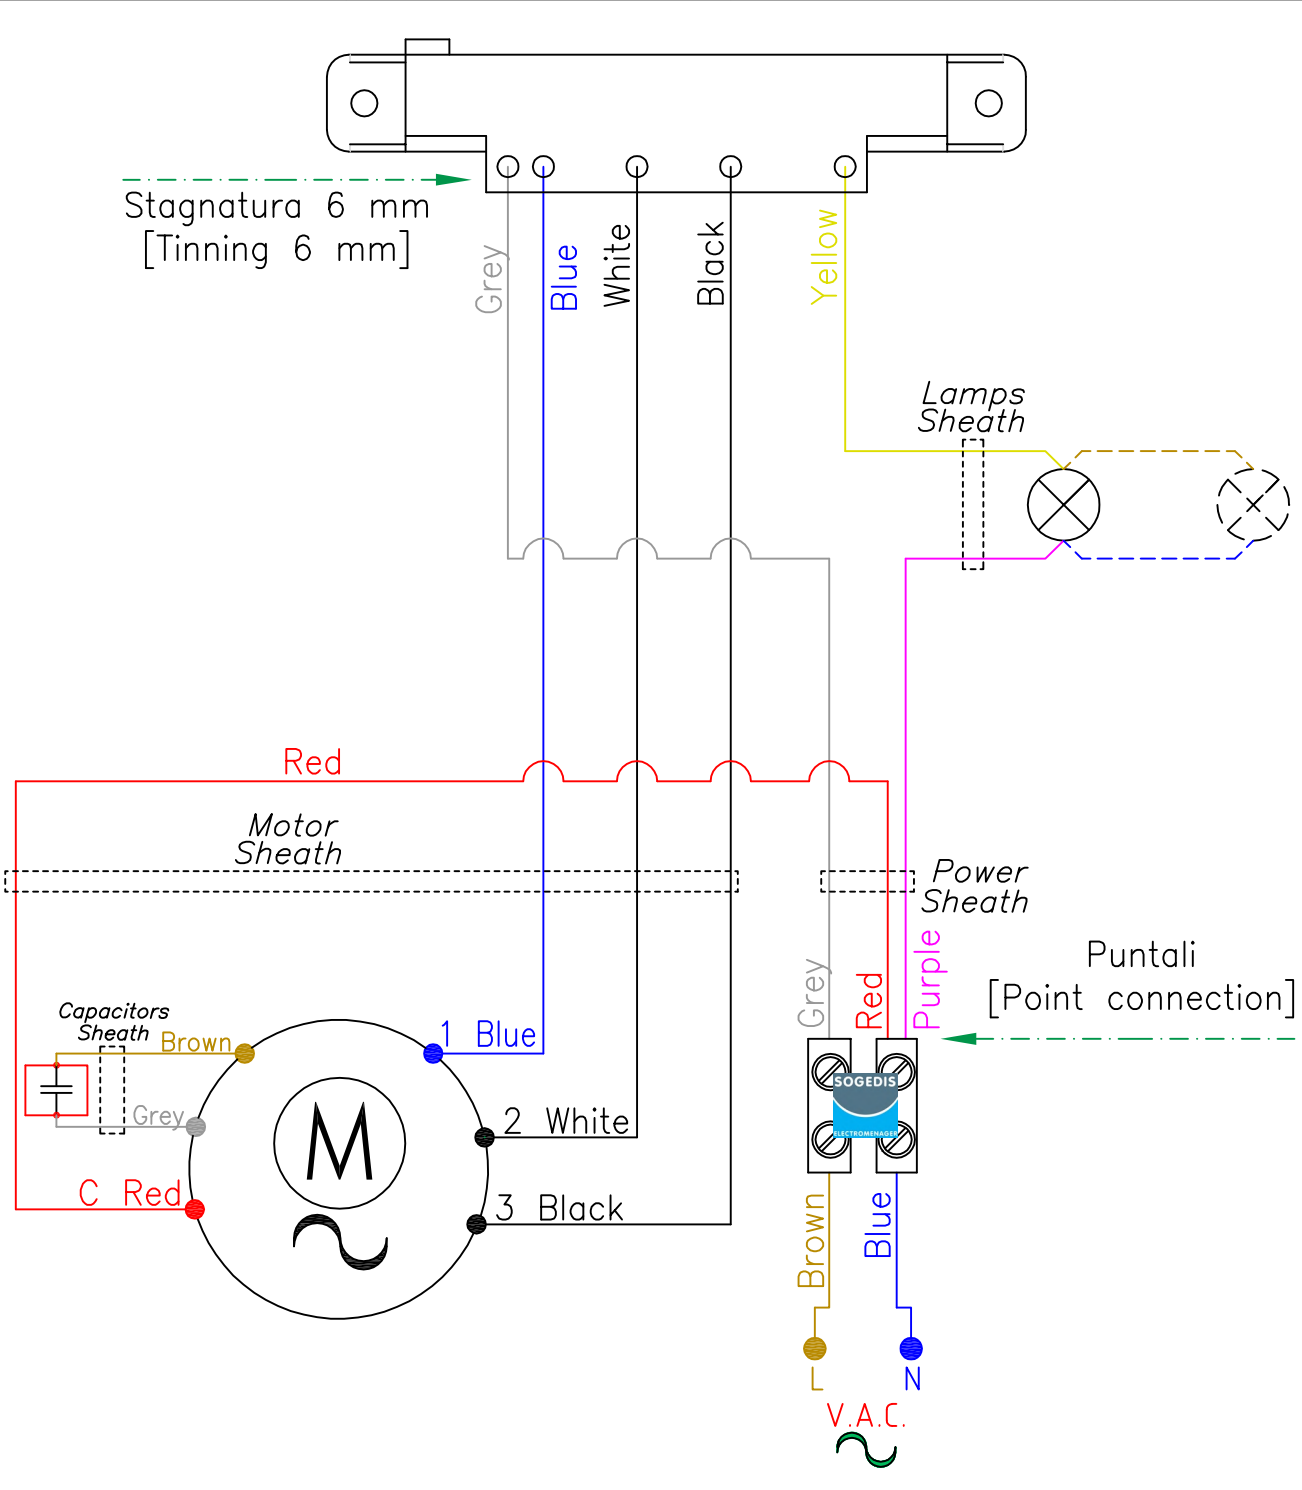 Stagnatura 6 mm
[Tinning 6 mm]
Grey
Blue
White
Black
Yellow
Lamps
Sheath
Red
Motor
Sheath
Power
Sheath
Puntali
[Point connection]
Grey
Red
Purple
Capacitors
Sheath
Brown
Grey
C Red
1 Blue
2 White
3 Black
M
SOGEDIS
ELECTROMENAGER
Brown
Blue
L
N
V.A.C.